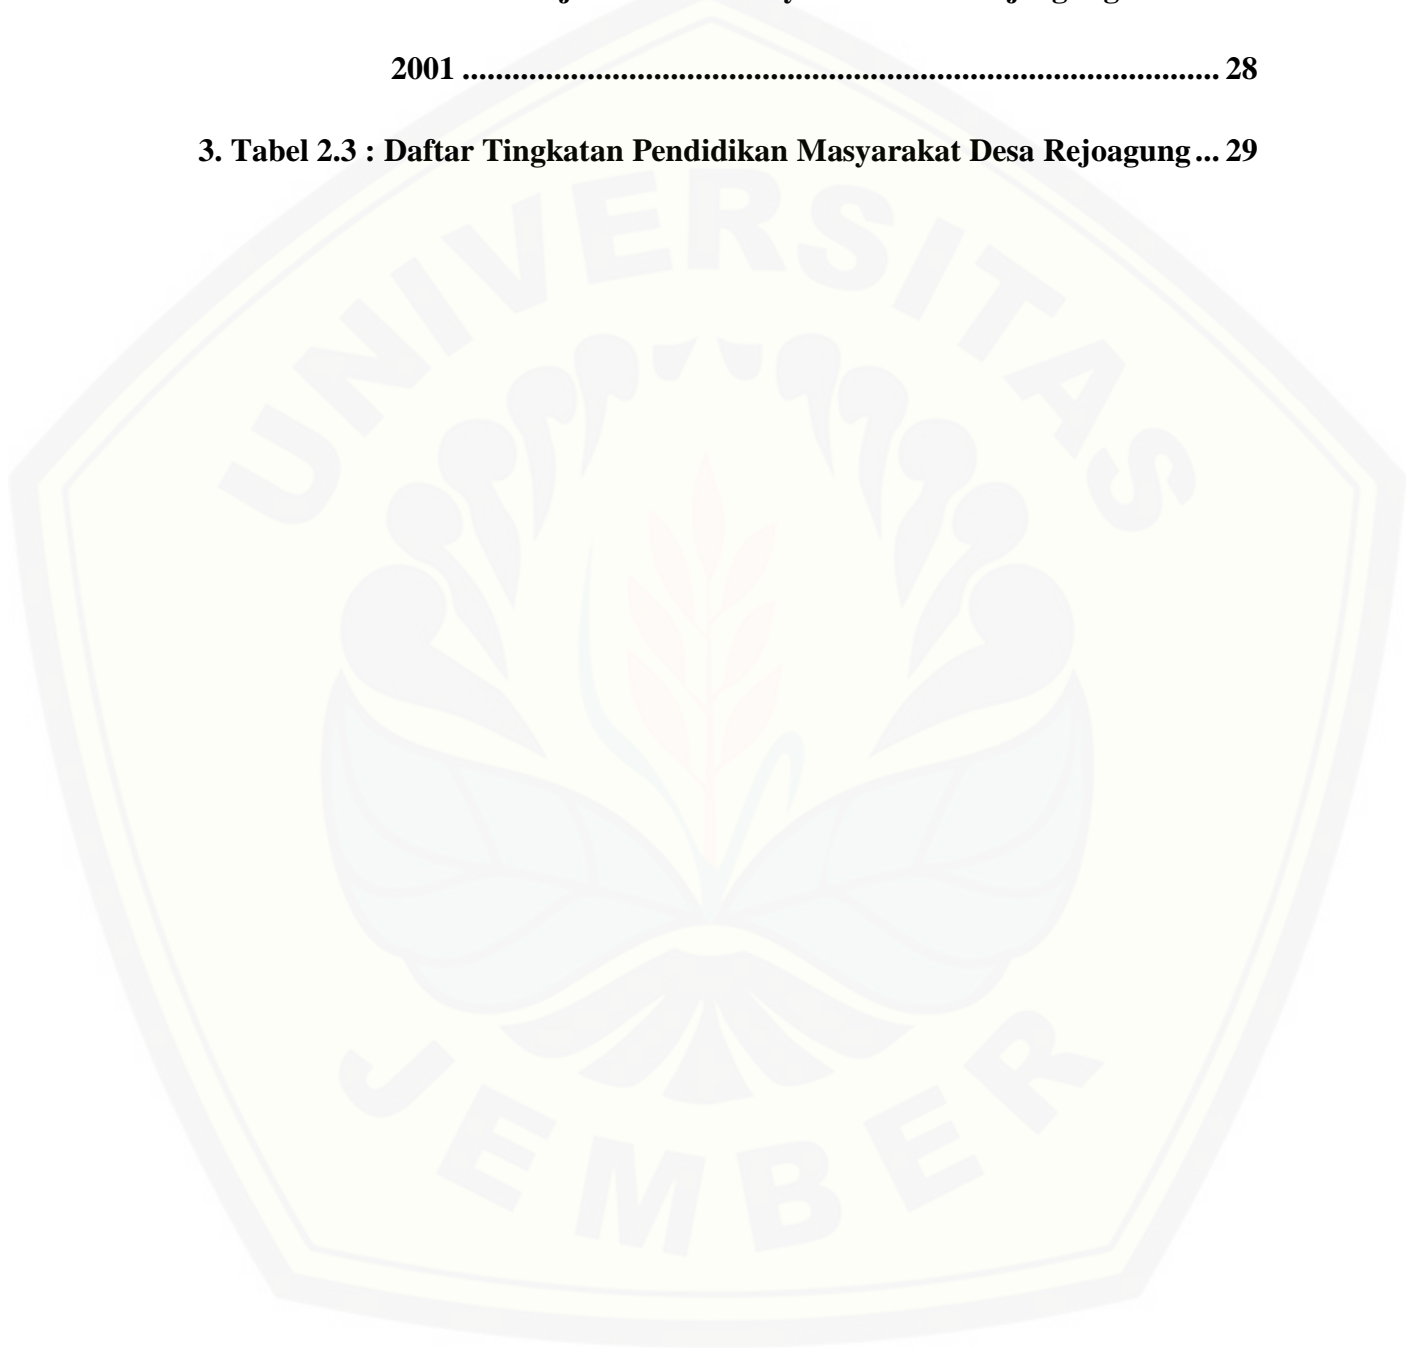 2001 ........................................................................................... 28
3. Tabel 2.3 : Daftar Tingkatan Pendidikan Masyarakat Desa Rejoagung ... 29
UNIVERSITAS
JEMBER